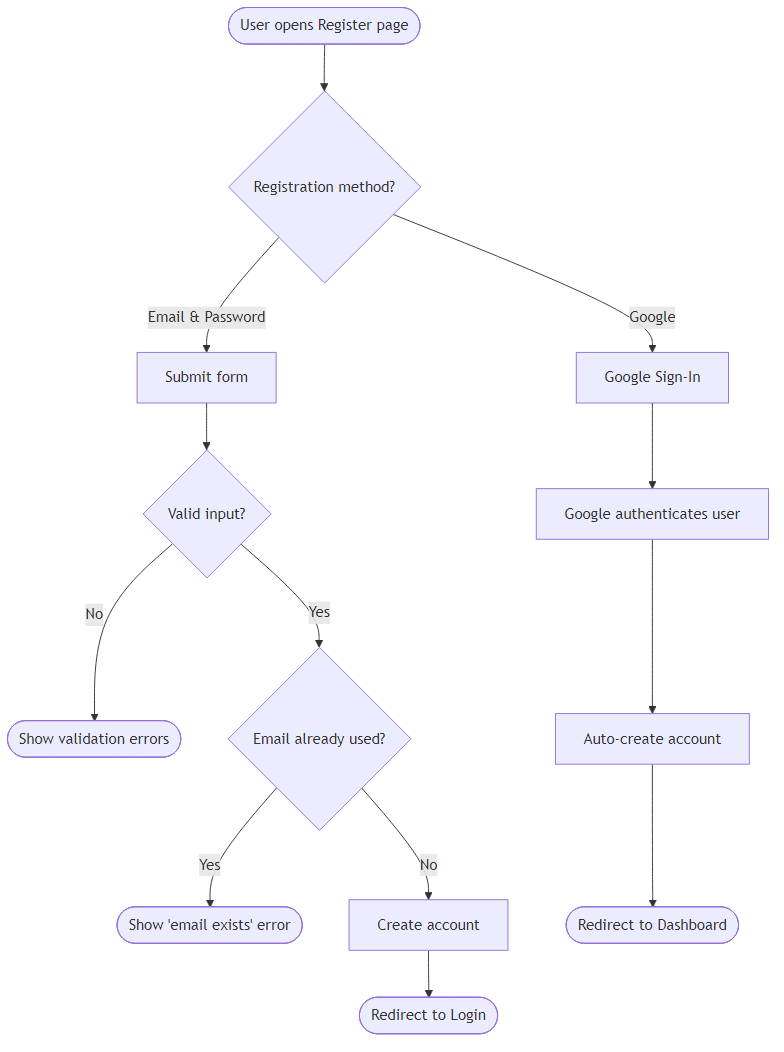 User opens Register page
Registration method?
Email & Password
Google
Submit form
Google Sign-In
Valid input?
Google authenticates user
No
Yes
Show validation errors
Email already used?
Auto-create account
Yes
No
Show 'email exists' error
Create account
Redirect to Dashboard
Redirect to Login